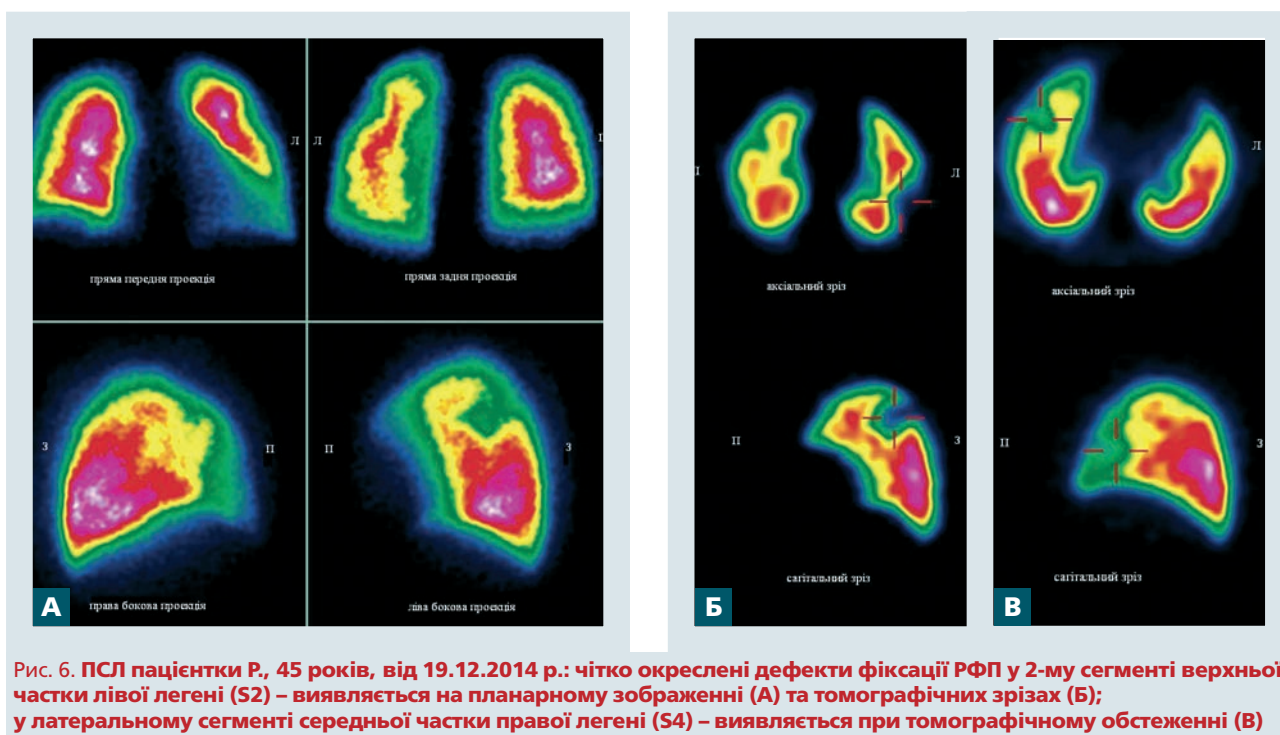 Л
Л
П
пряма передня проекція
пряма задня проекція
З
П
П
З
права бокова проекція
ліва бокова проекція
А
П
Л
аксіальний зріз
П
З
сагітальний зріз
Б
Л
аксіальний зріз
П
З
сагітальний зріз
В
Рис. 6. ПСЛ пацієнтки Р., 45 років, від 19.12.2014 р.: чітко окреслені дефекти фіксації РФП у 2-му сегменті верхньої
частки лівої легені (S2) – виявляється на планарному зображенні (А) та томографічних зрізах (Б);
у латеральному сегменті середньої частки правої легені (S4) – виявляється при томографічному обстеженні (В)